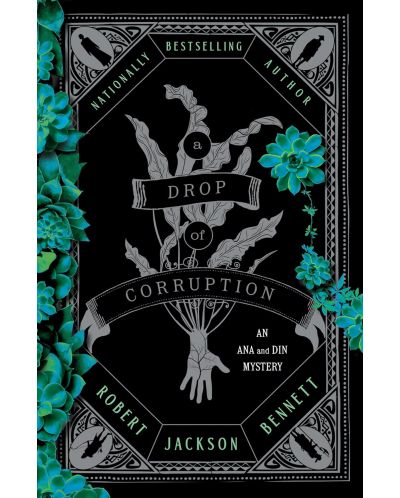 NATIONALLY BESTSELLING AUTHOR
a
DROP
of
CORRUPTION
AN
ANA and DIN
MYSTERY
ROBERT JACKSON BENNETT